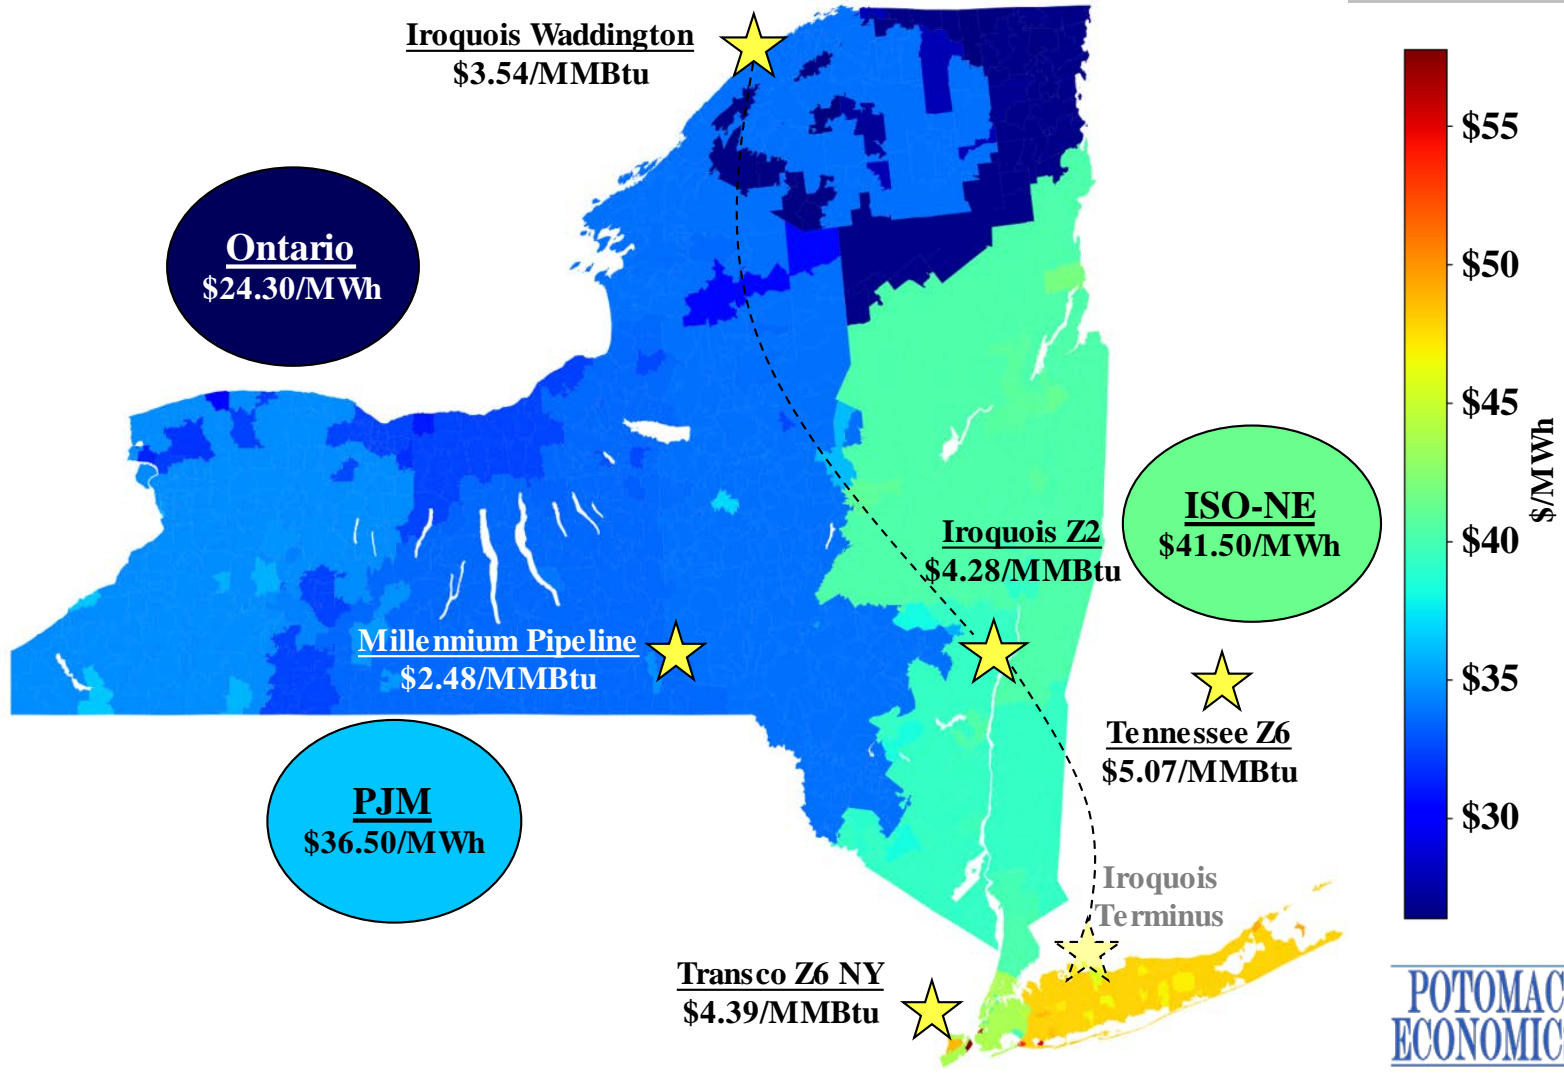 Iroquois Waddington
$3.54/MMBtu
Ontario
$24.30/MWh
ISO-NE
$41.50/MWh
Iroquois Z2
$4.28/MMBtu
Millennium Pipeline
$2.48/MMBtu
Tennessee Z6
$5.07/MMBtu
PJM
$36.50/MWh
Iroquois
Terminus
Transco Z6 NY
$4.39/MMBtu
$55
$50
$45
$40
$35
$30
$/MWh
POTOMAC
ECONOMIC